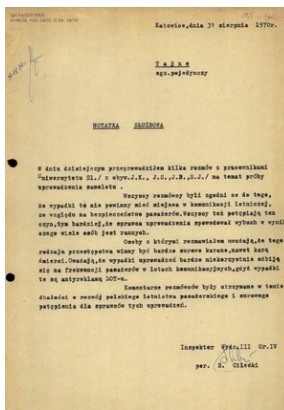 Katowice,dnia 31 sierpnia 1970r.
T a j n e
egz.pojedynczy
NOTATKA SŁUŻBOWA
W dniu dzisiejszym przeprowadziłem kilka rozmów z pracownikami
Uniwersytetu Śl./ z obyw.J.K., J.S.,J.B.,S.J./ na temat próby
uprowadzenia samolotu .
Wszyscy rozmówcy byli zgodni co do tego,
że wypadki te nie powinny mieć miejsca w komunikacji lotniczej,
ze względu na bezpieczeństwo pasażerów.Wszyscy też potępiają ten
czyn,tym bardziej,że sprawca uprowadzenia spowodował wybuch w wyni
czego wiele osób jest rannych.
Osoby z którymi rozmawiałem uważają,że tego
rodzaju przestępstwa winny być bardzo surowo karane,nawet karą
śmierci.Uważają,że wypadki uprowadzeń bardzo niekorzystnie odbiją
się na frekwencji pasażerów w lotach komunikacyjnych,gdyż wypadki
te są antyreklamą LOT-u.
Komentarze rozmówców były utrzymane w tonie
dbałości o rozwój polskiego lotnictwa pasażerskiego i surowego
potępienia dla sprawców tych uprowadzeń.
Inspektor Wydz.III Gr.IV
por. E. Cilecki